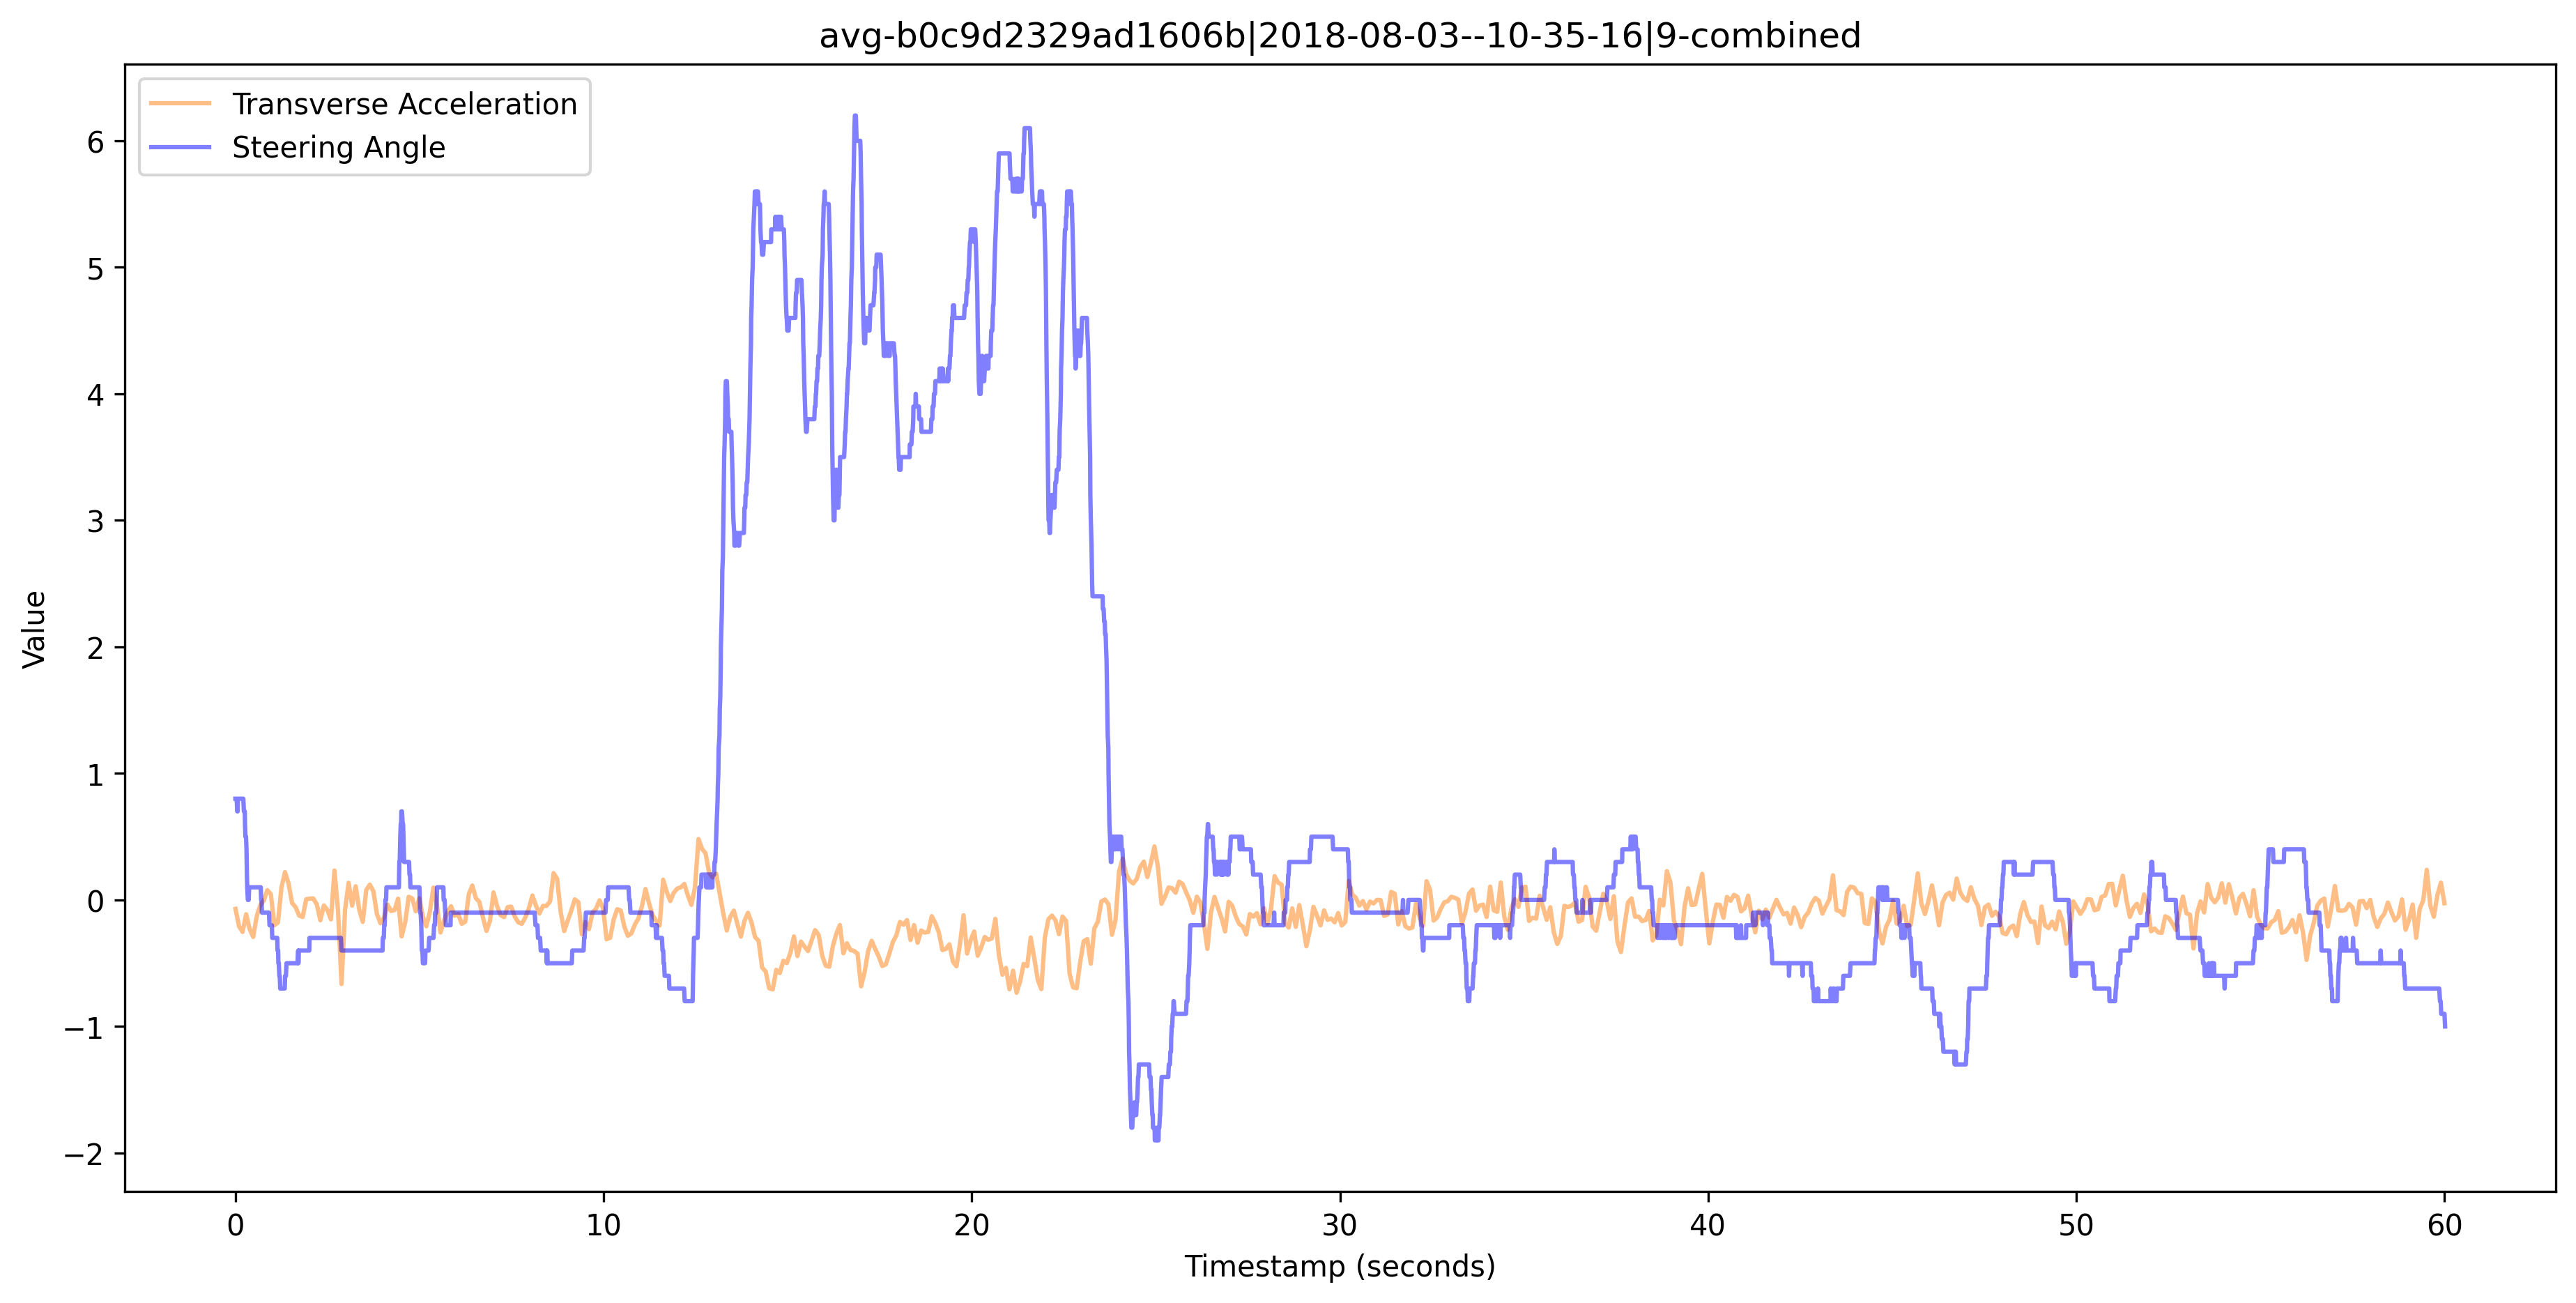 avg-b0c9d2329ad1606b|2018-08-03--10-35-16|9-combined
Transverse Acceleration
Steering Angle
6
5
4
3
2
1
0
−1
−2
Value
0 10 20 30 40 50 60
Timestamp (seconds)